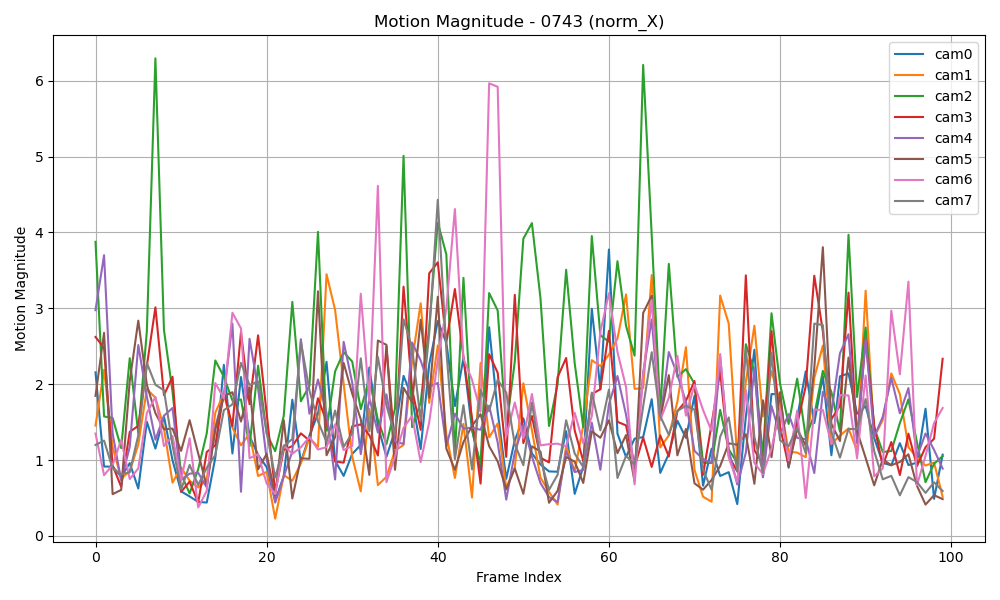 Motion Magnitude - 0743 (norm_X)
Motion Magnitude
6
5
4
3
2
1
0
0
20
40
60
80
100
Frame Index
cam0
cam1
cam2
cam3
cam4
cam5
cam6
cam7